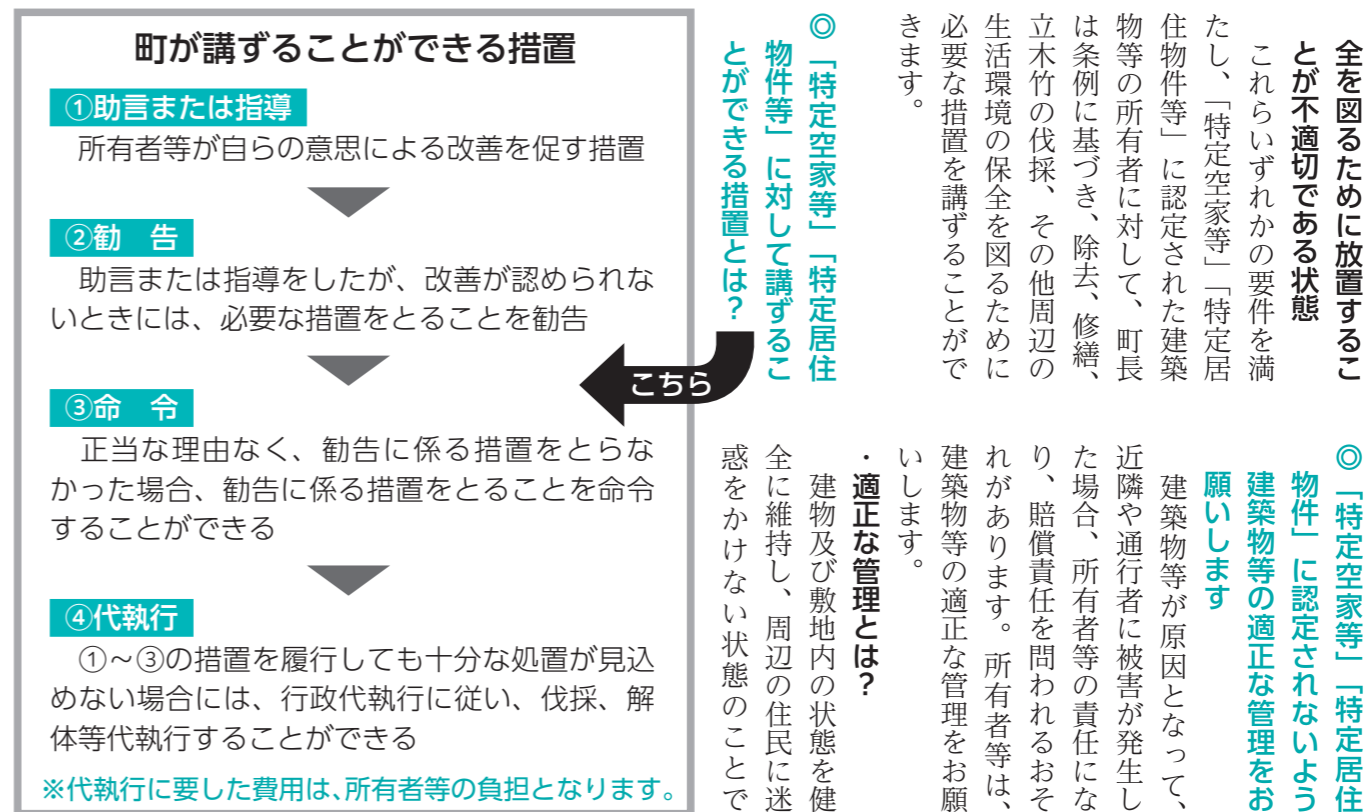 全を図るために放置するこ
とが不適切である状態
これらいずれかの要件を満
たし、「特定空家等」「特定居
住物件等」に認定された建築
物等の所有者に対して、町長
は条例に基づき、除去、修繕、
立木竹の伐採、その他周辺の
生活環境の保全を図るために
必要な措置を講ずることがで
きます。
◎「特定空家等」「特定居住
物件等」に対して講ずるこ
とができる措置とは？
こちら
町が講ずることができる措置
①助言または指導
所有者等が自らの意思による改善を促す措置
②勧　告
助言または指導をしたが、改善が認められな
いときには、必要な措置をとることを勧告
③命　令
正当な理由なく、勧告に係る措置をとらな
かった場合、勧告に係る措置をとることを命令
することができる
④代執行
①～③の措置を履行しても十分な処置が見込
めない場合には、行政代執行に従い、伐採、解
体等代執行することができる
※代執行に要した費用は、所有者等の負担となります。
◎「特定空家等」「特定居住
物件」に認定されないよう
建築物等の適正な管理をお
願いします
建築物等が原因となって、
近隣や通行者に被害が発生し
た場合、所有者等の責任にな
り、賠償責任を問われるおそ
れがあります。所有者等は、
建築物等の適正な管理をお願
いします。
・適正な管理とは？
建物及び敷地内の状態を健
全に維持し、周辺の住民に迷
惑をかけない状態のことで